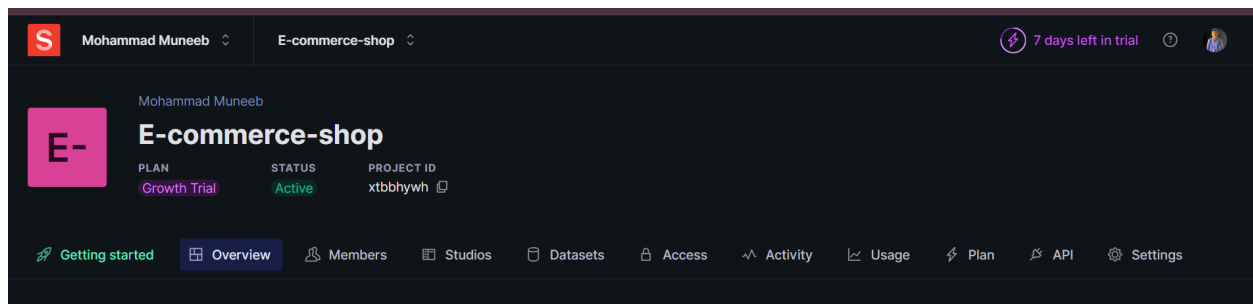 S Mohammad Muneeb E-commerce-shop 7 days left in trial ?
Mohammad Muneeb
E- E-commerce-shop
PLAN STATUS PROJECT ID
Growth Trial Active xtbbhywh
Getting started Overview Members Studios Datasets Access Activity Usage Plan API Settings